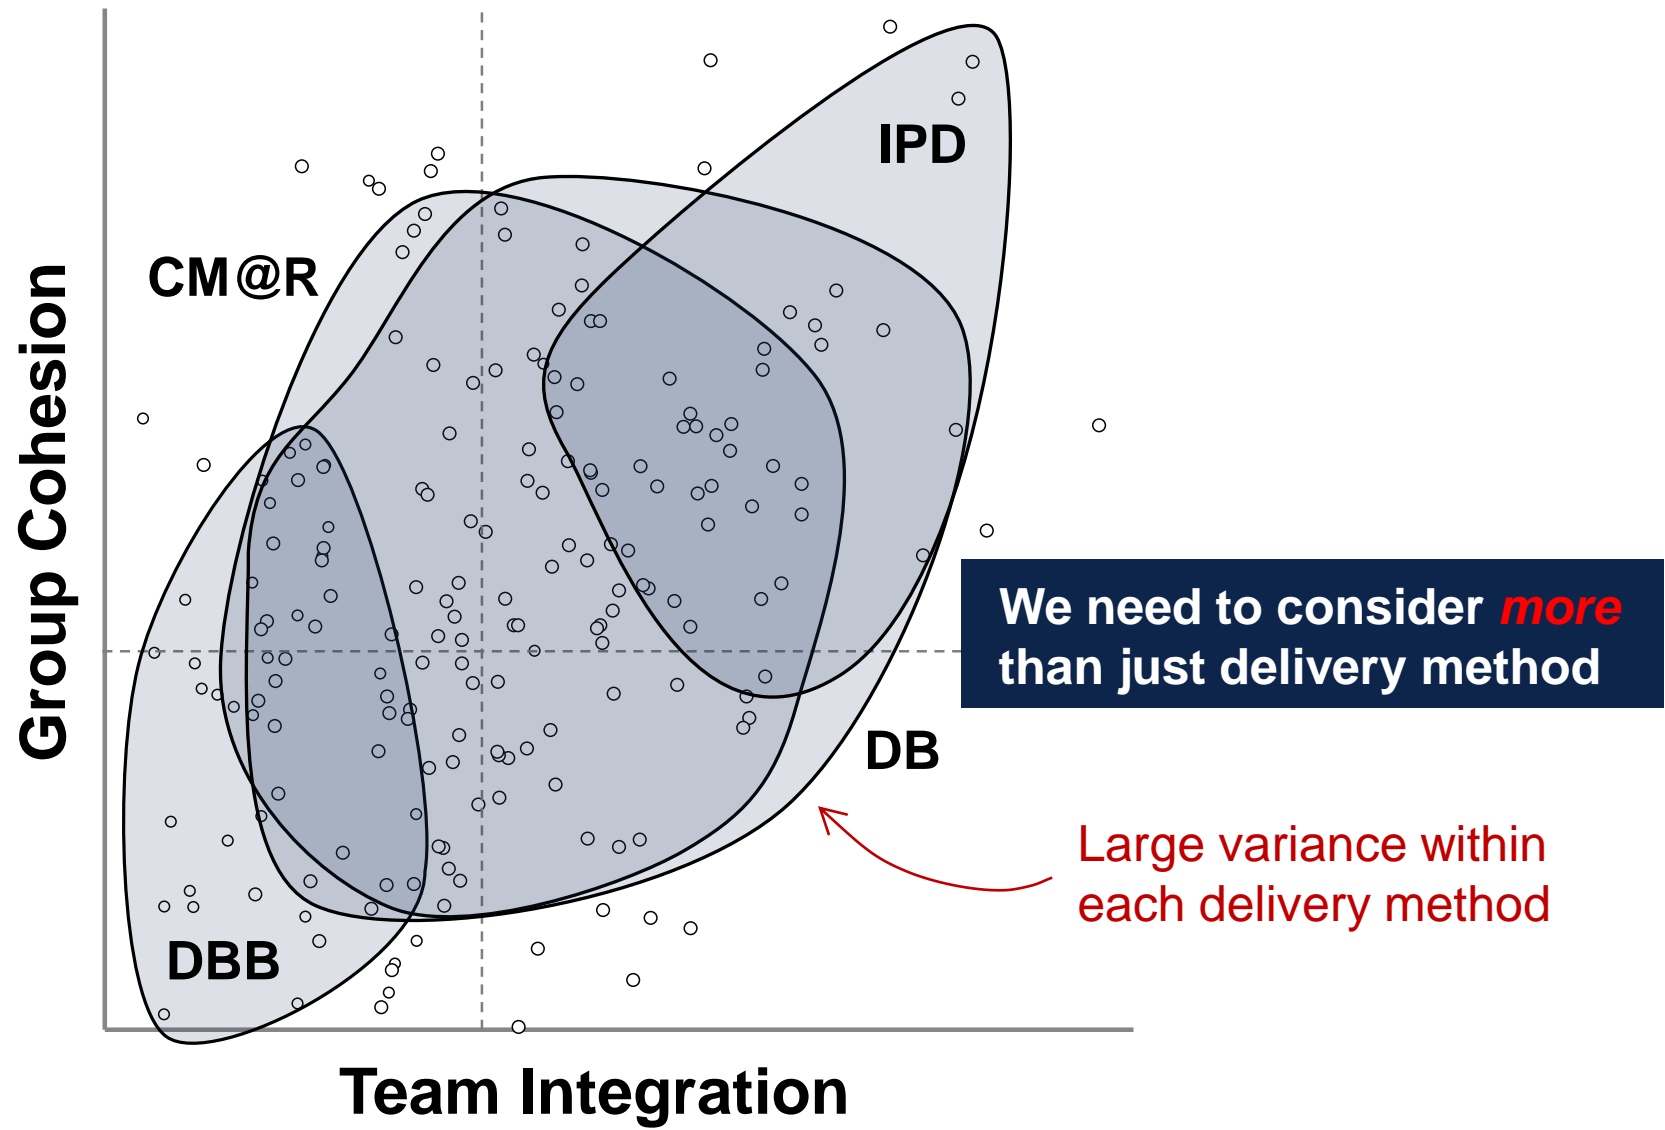 Group Cohesion
IPD
CM@R
We need to consider more
than just delivery method
DB
Large variance within
each delivery method
DBB
Team Integration